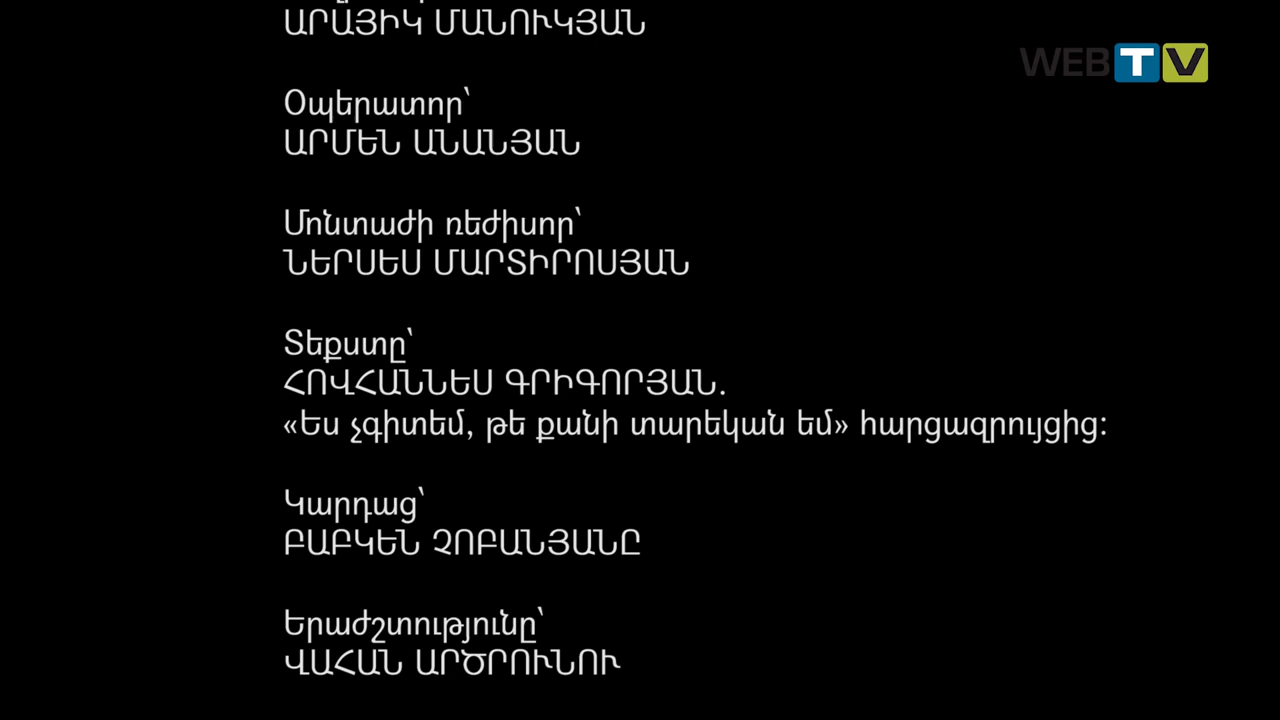 ԱՐԱՅԻԿ ՄԱՆՈՒԿՅԱՆ
WEBTV
Օպերատոր՝
ԱՐՄԵՆ ԱՆԱՆՅԱՆ
Մոնտաժի ռեժիսոր՝
ՆԵՐՍԵՍ ՄԱՐՏԻՐՈՍՅԱՆ
Տեքստը՝
ՀՈՎՀԱՆՆԵՍ ԳՐԻԳՈՐՅԱՆ.
«Ես չգիտեմ, թե քանի տարեկան եմ» հարցազրույցից:
Կարդաց՝
ԲԱԲԿԵՆ ՉՈԲԱՆՅԱՆԸ
Երաժշտությունը՝
ՎԱՀԱՆ ԱՐԾՐՈՒՆՈՒ